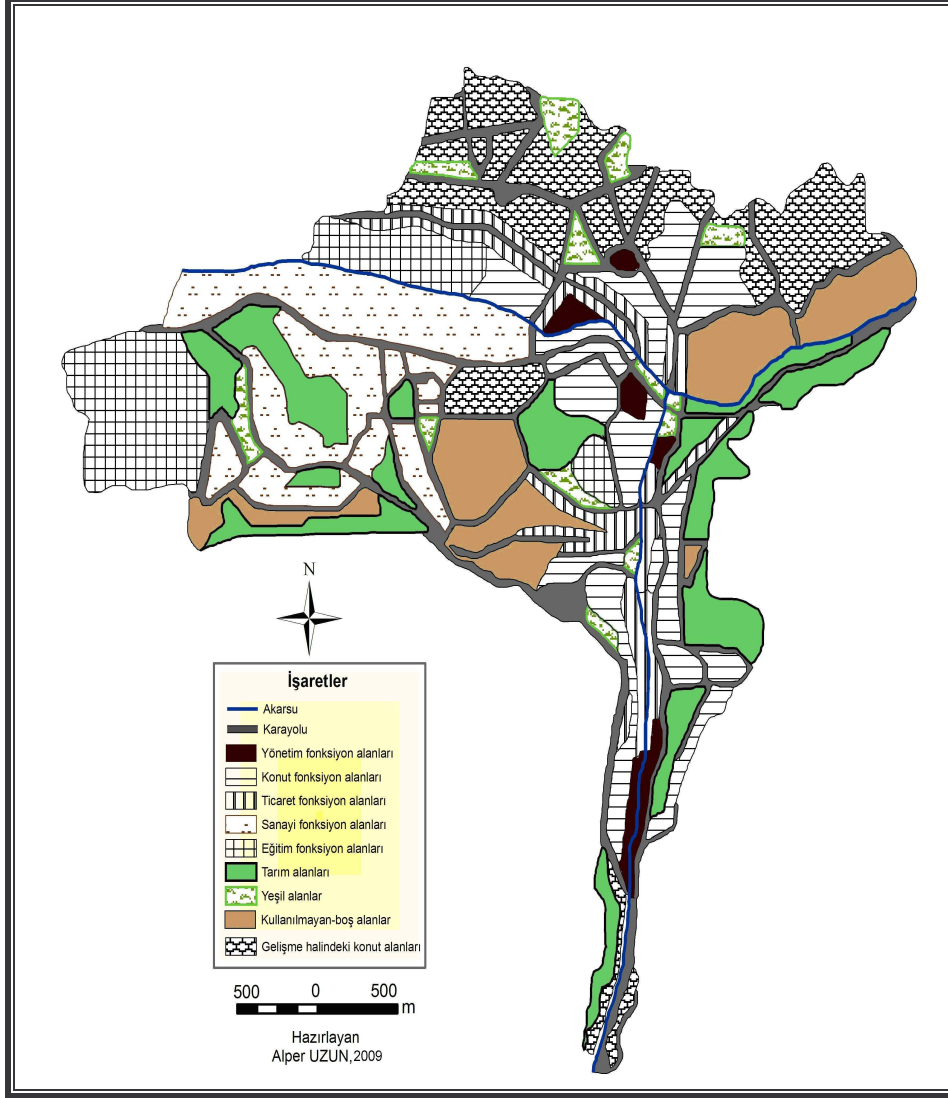 N
İşaretler
Akarsu
Karayolu
Yönetim fonksiyon alanları
Konut fonksiyon alanları
Ticaret fonksiyon alanları
Sanayi fonksiyon alanları
Eğitim fonksiyon alanları
Tarım alanları
Yeşil alanlar
Kullanılmayan-boş alanlar
Gelişme halindeki konut alanları
500 0 500 m
Hazırlayan
Alper UZUN,2009